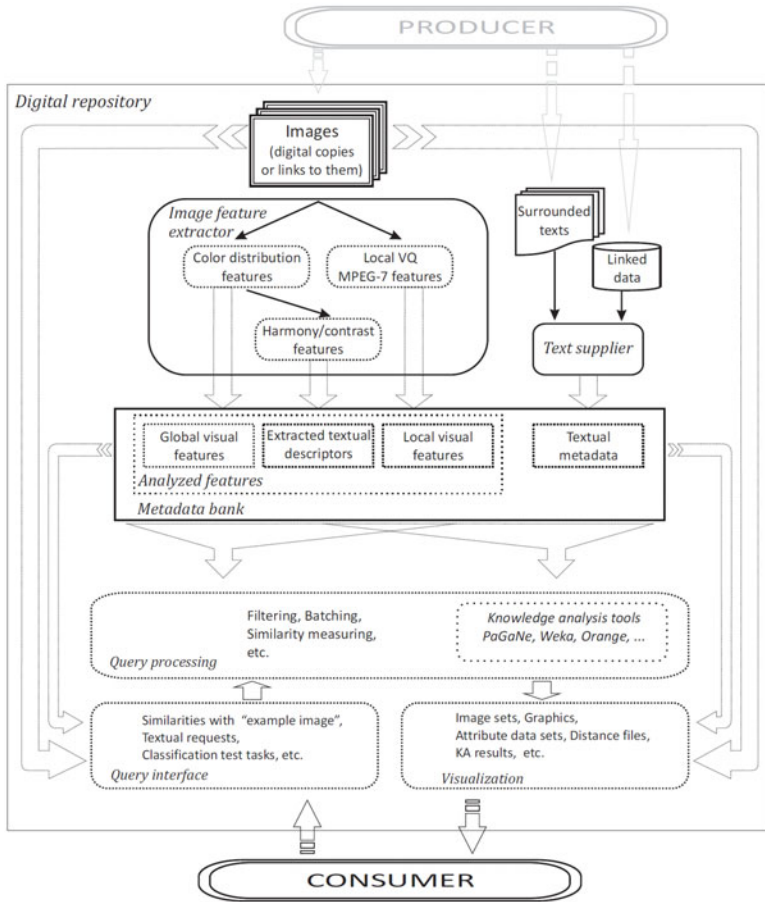 PRODUCER
Digital repository
Images
(digital copies
or links to them)
Image feature
extractor
Surrounded
texts
Color distribution
features
Local VQ
MPEG-7 features
Linked
data
Harmony/contrast
features
Text supplier
Global visual
features
Extracted textual
descriptors
Local visual
features
Textual
metadata
Analyzed features
Metadata bank
Filtering, Batching,
Similarity measuring,
etc.
Knowledge analysis tools
PaGaNe, Weka, Orange, ...
Query processing
Similarities with "example image",
Textual requests,
Classification test tasks, etc.
Query interface
Image sets, Graphics,
Attribute data sets, Distance files,
KA results, etc.
Visualization
CONSUMER